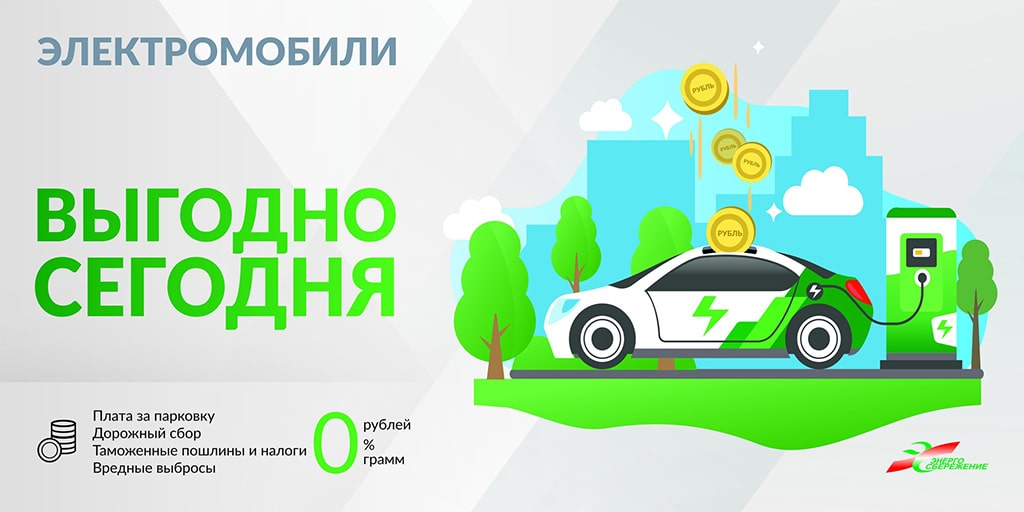 ЭЛЕКТРОМОБИЛИ
ВЫГОДНО
СЕГОДНЯ
Плата за парковку
Дорожный сбор
Таможенные пошлины и налоги
Вредные выбросы
0
рублей
%
грамм
РУБЛЬ
РУБЛЬ
РУБЛЬ
РУБЛЬ
ЭНЕРГО
СБЕРЕЖЕНИЕ